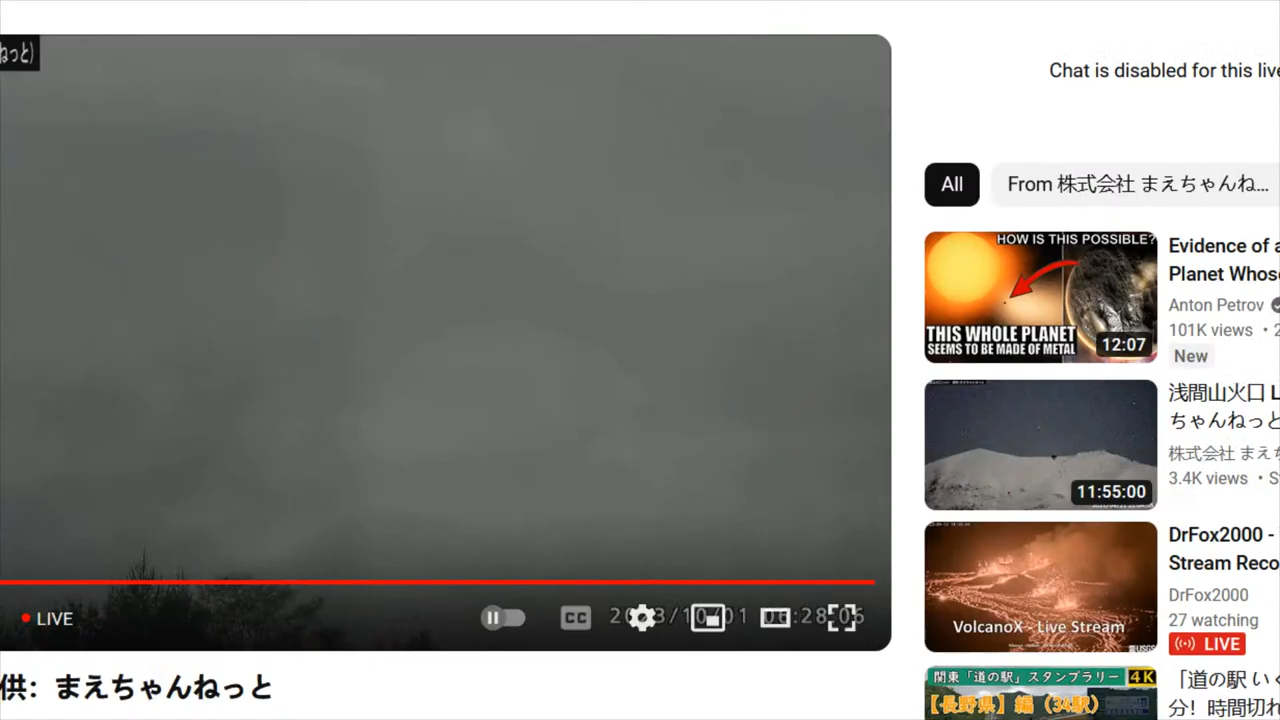 ねっと)
LIVE
CC
供: まえちゃんねっと
Chat is disabled for this live
All
From 株式会社 まえちゃんね...
HOW IS THIS POSSIBLE?
THIS WHOLE PLANET
SEEMS TO BE MADE OF METAL
12:07
Evidence of a
Planet Whose
Anton Petrov
101K views • 2
New
11:55:00
浅間山火口 L
ちゃんねっと
株式会社 まえ
3.4K views • S
VolcanoX - Live Stream
USGS
DrFox2000 -
Stream Reco
DrFox2000
27 watching
LIVE
関東「道の駅」スタンプラリー 4K
【長野県】編(34駅)
「道の駅 いく
分! 時間切れ